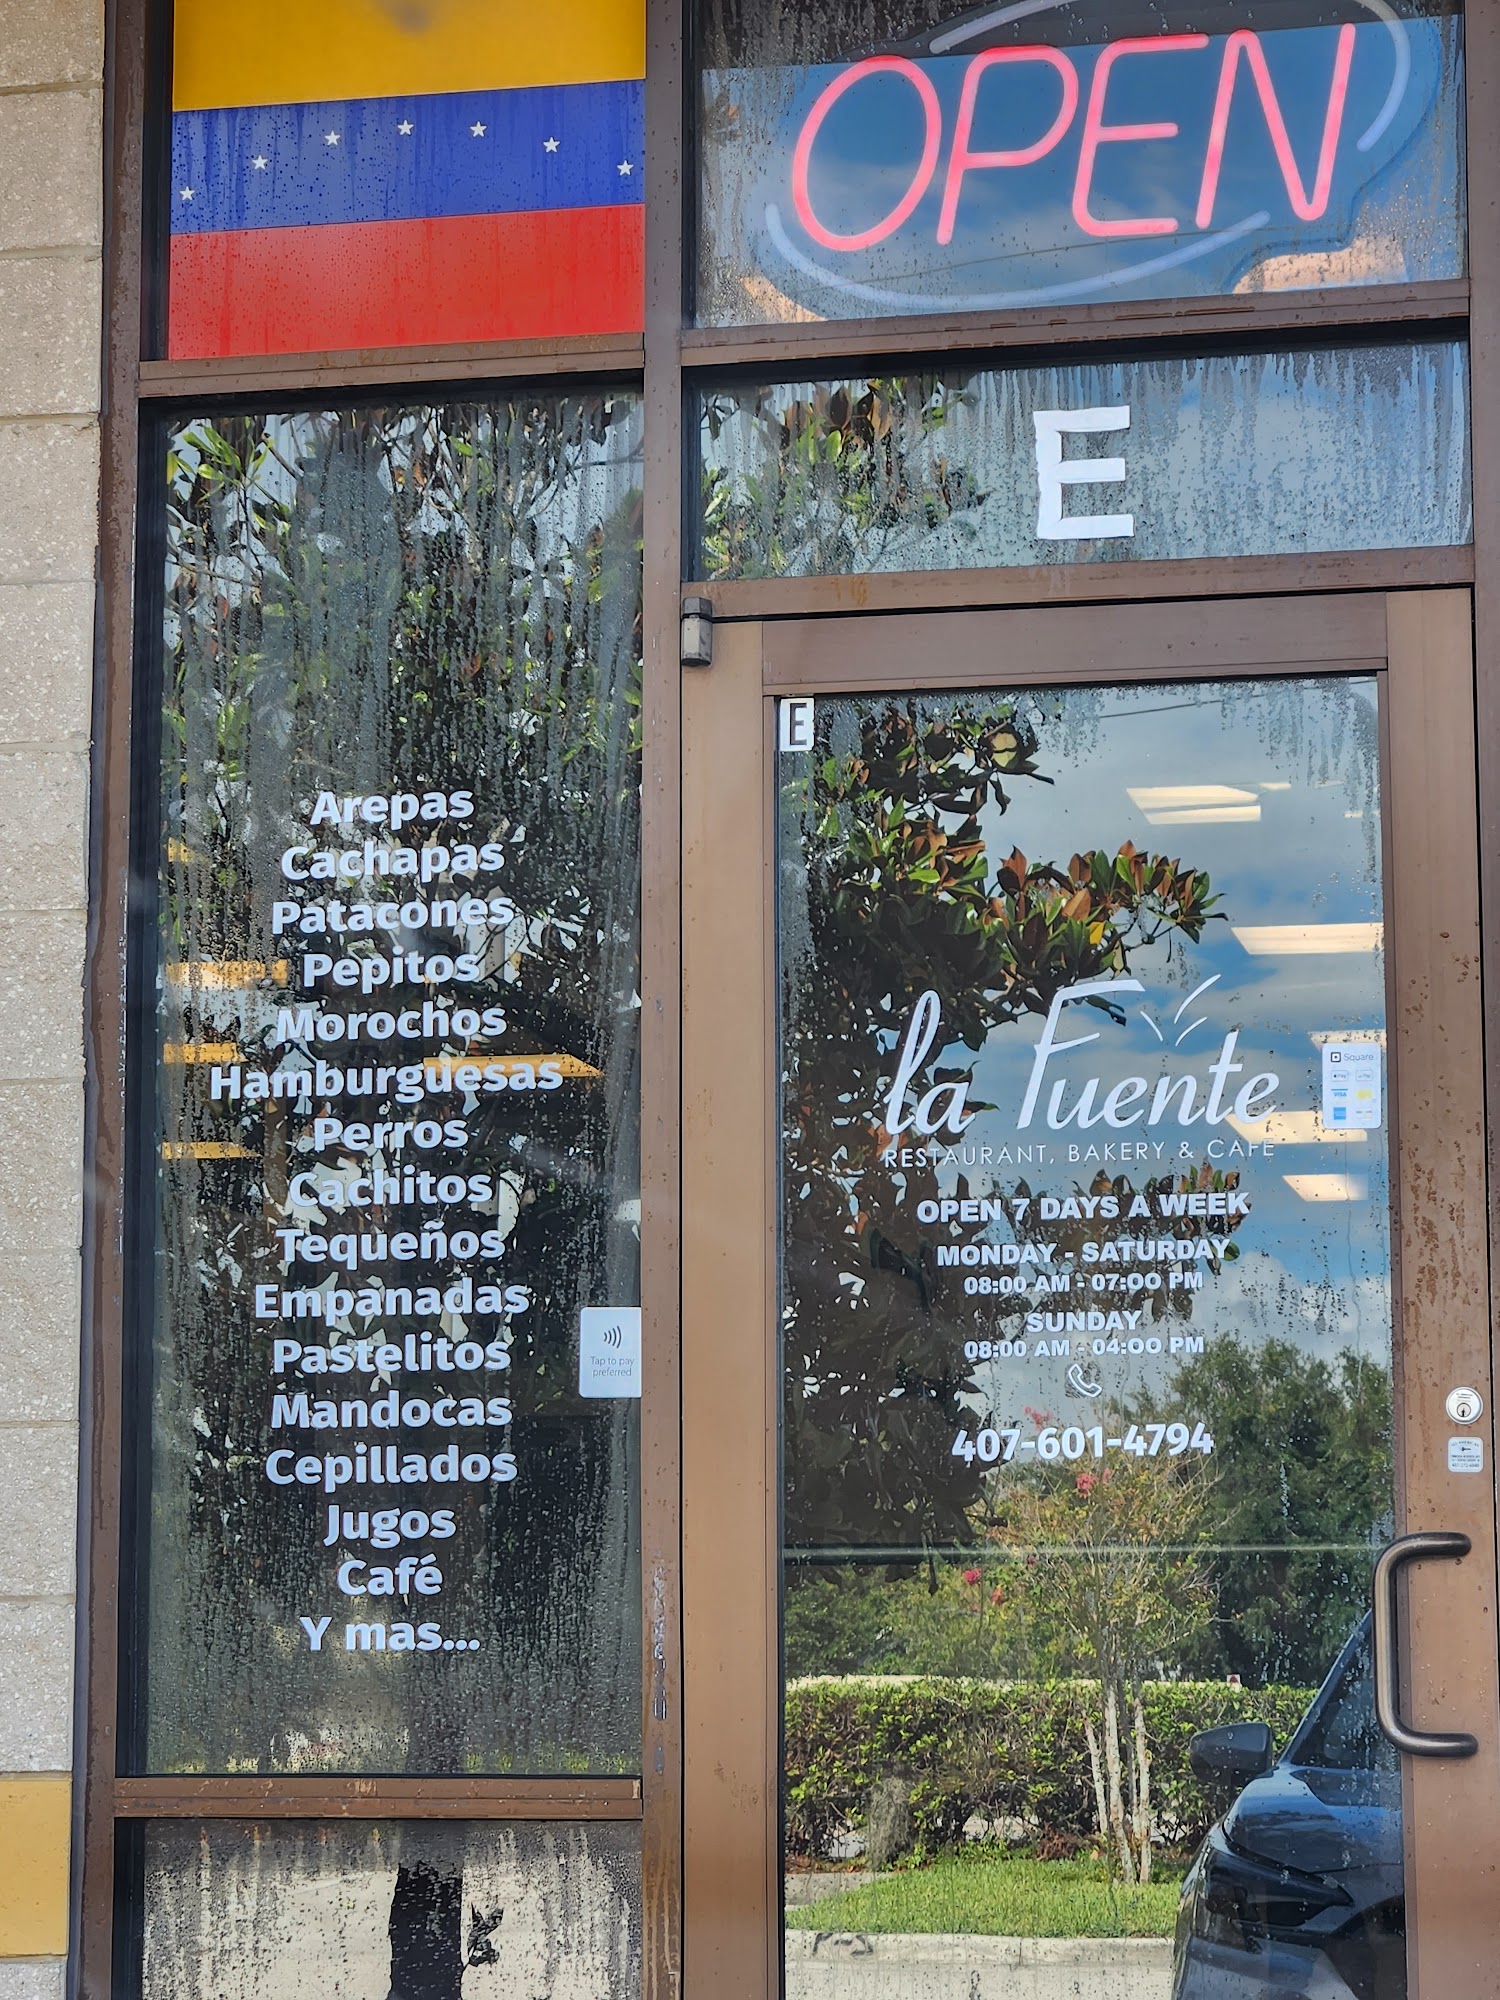 OPEN
E
E
Arepas
Cachapas
Patacones
Pepitos
Morochos
Hamburguesas
Perros
Cachitos
Tequeños
Empanadas
Pastelitos
Mandocas
Cepillados
Jugos
Café
Y mas...
Tap to pay
preferred
la Fuente
RESTAURANT, BAKERY & CAFE
OPEN 7 DAYS A WEEK
MONDAY - SATURDAY
08:00 AM - 07:00 PM
SUNDAY
08:00 AM - 04:00 PM
407-601-4794
Square
VISA